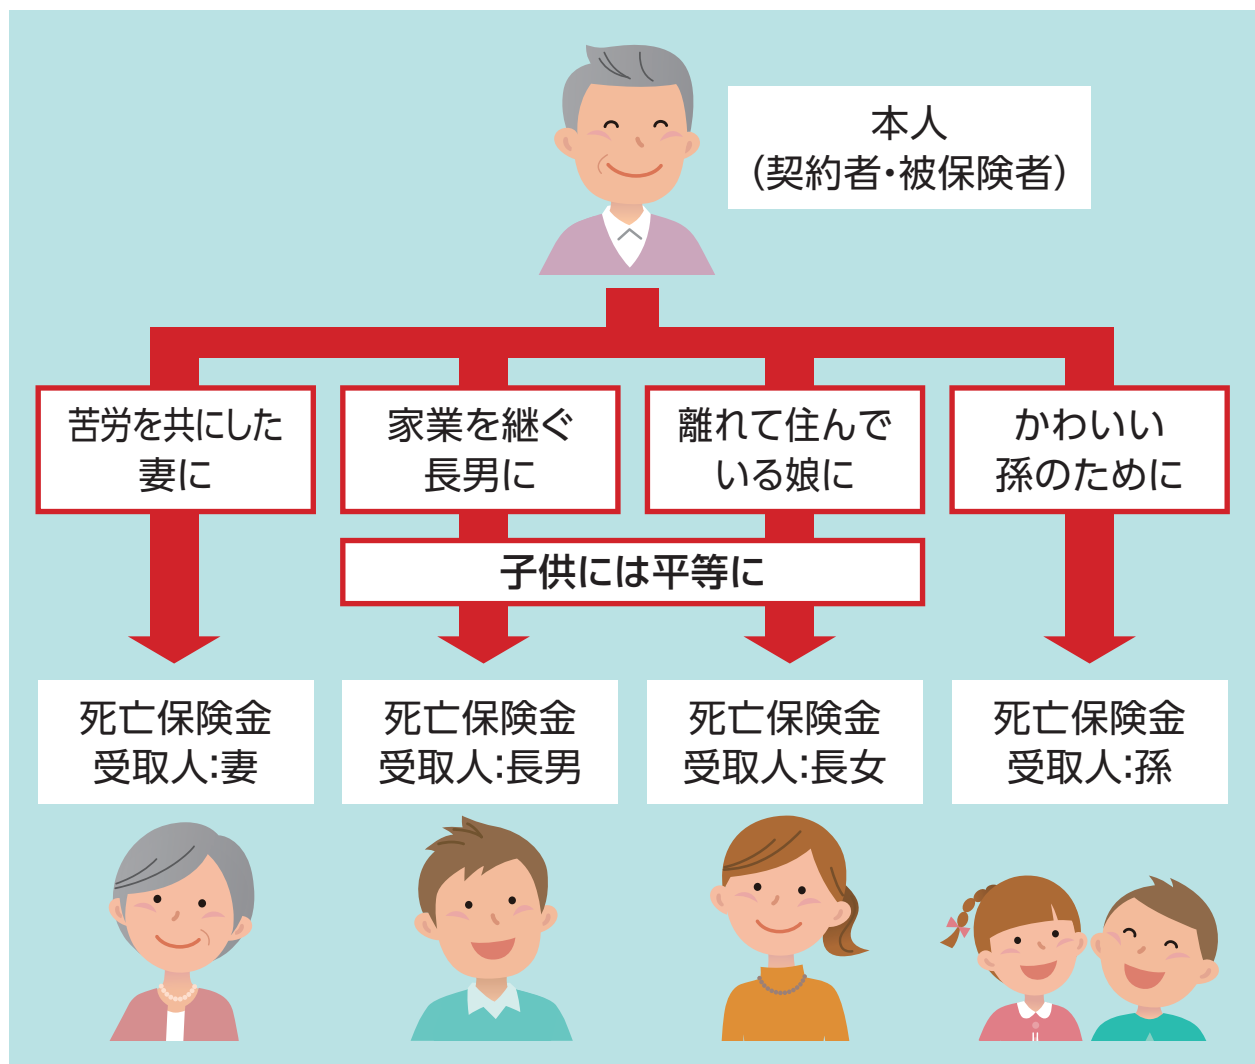 本人
（契約者・被保険者）
苦労を共にした
妻に
家業を継ぐ
長男に
離れて住んで
いる娘に
かわいい
孫のために
子供には平等に
死亡保険金
受取人：妻
死亡保険金
受取人：長男
死亡保険金
受取人：長女
死亡保険金
受取人：孫